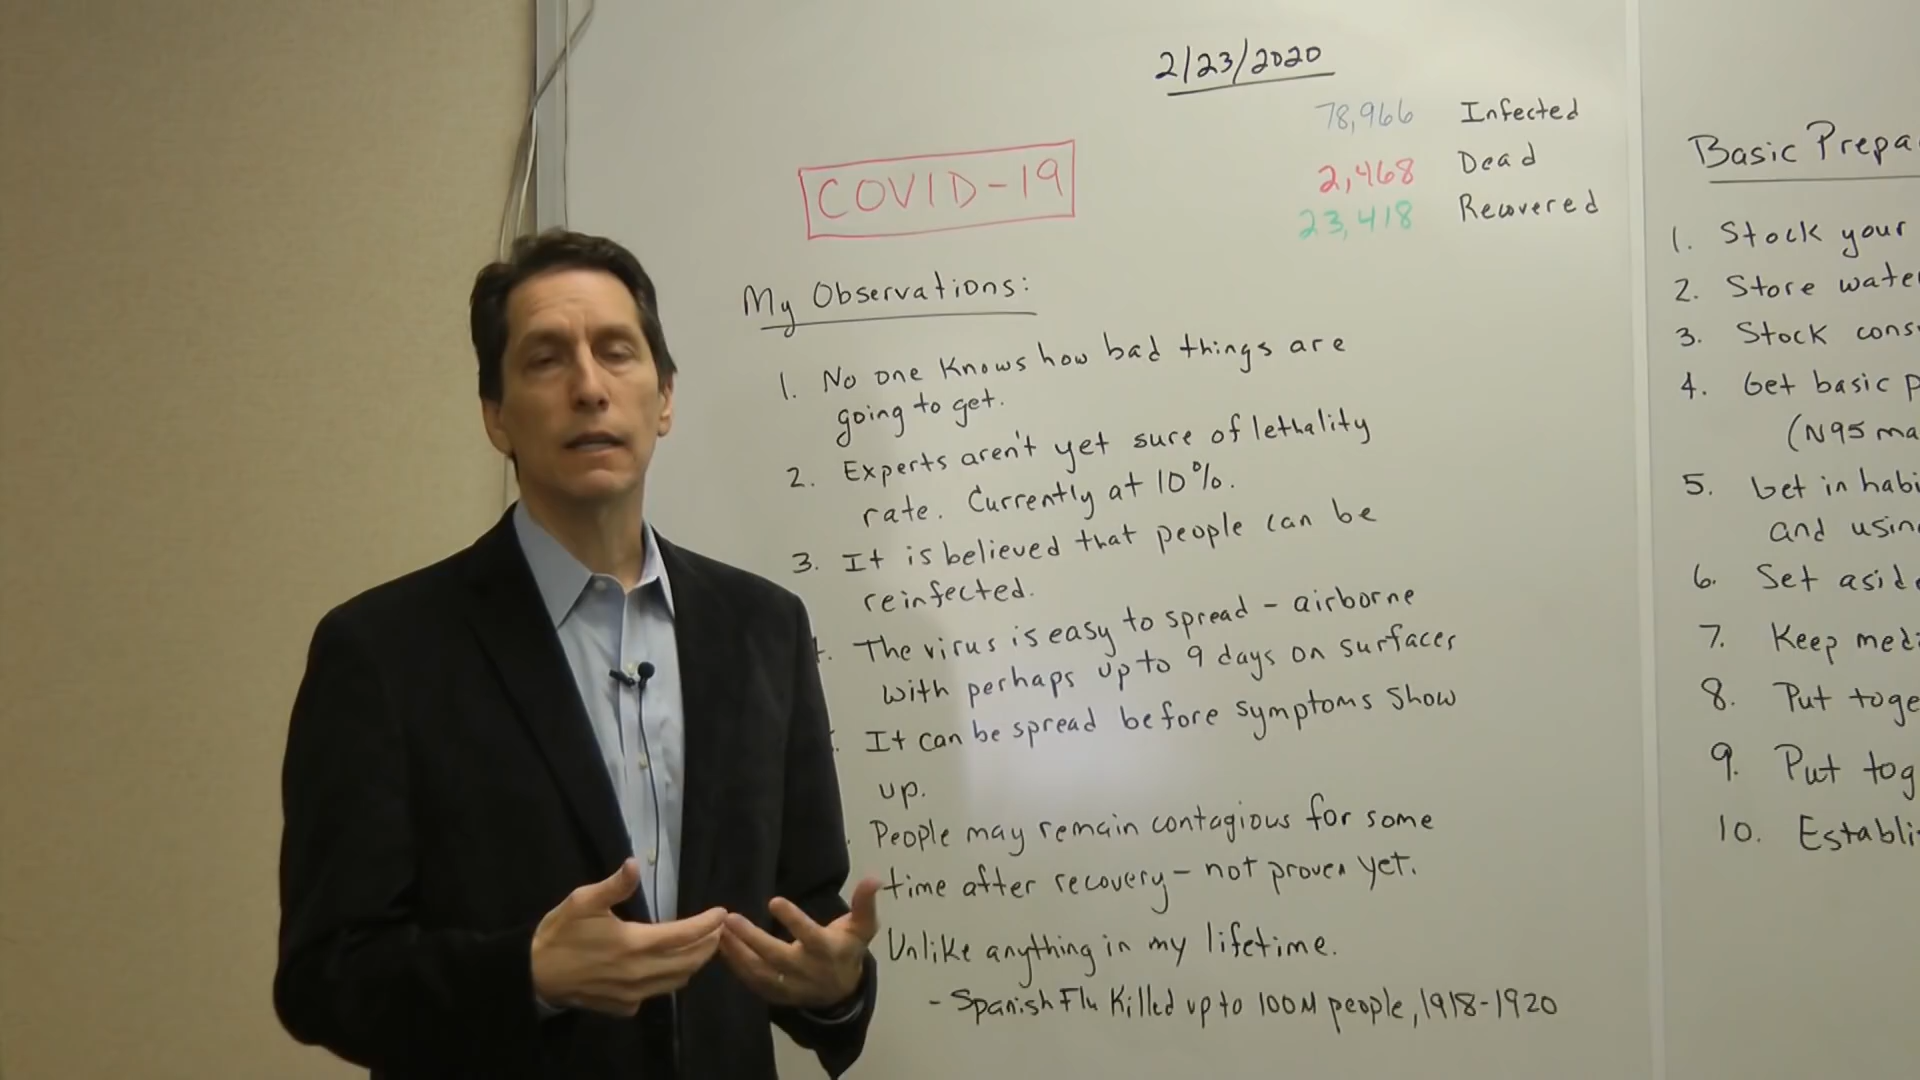 2/23/2020
78,966 Infected
2,468 Dead
23,418 Recovered
COVID-19
My Observations:
1. No one knows how bad things are
going to get.
2. Experts aren't yet sure of lethality
rate. Currently at 10%.
3. It is believed that people can be
reinfected.
The virus is easy to spread - airborne
with perhaps up to 9 days on surfaces
It can be spread before symptoms show
up.
People may remain contagious for some
time after recovery - not proven yet.
Unlike anything in my lifetime.
- Spanish Flu killed up to 100M people, 1918-1920
Basic Prepa
1. Stock your
2. Store wate
3. Stock cons
4. Get basic p
(N95 ma
5. Get in habi
and usin
6. Set asid
7. Keep med
8. Put toge
9. Put tog
10. Establi